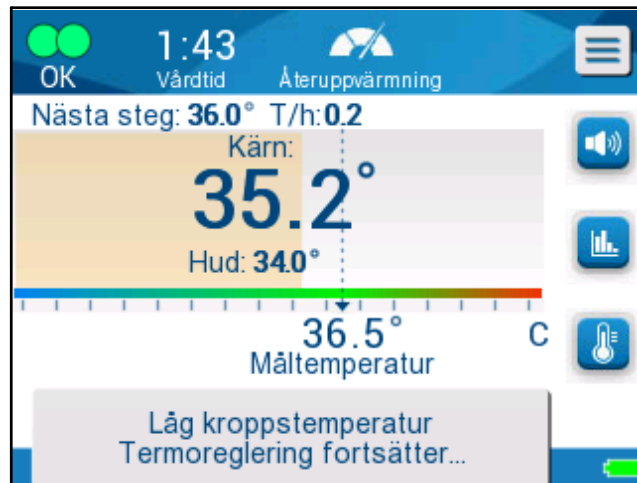 OK
1:43
Vårdtid
Återuppvärmning
Nästa steg: 36.0° T/h:0.2
Kärn:
35.2°
Hud: 34.0°
36.5° C
Måltemperatur
Låg kroppstemperatur
Termoreglering fortsätter...